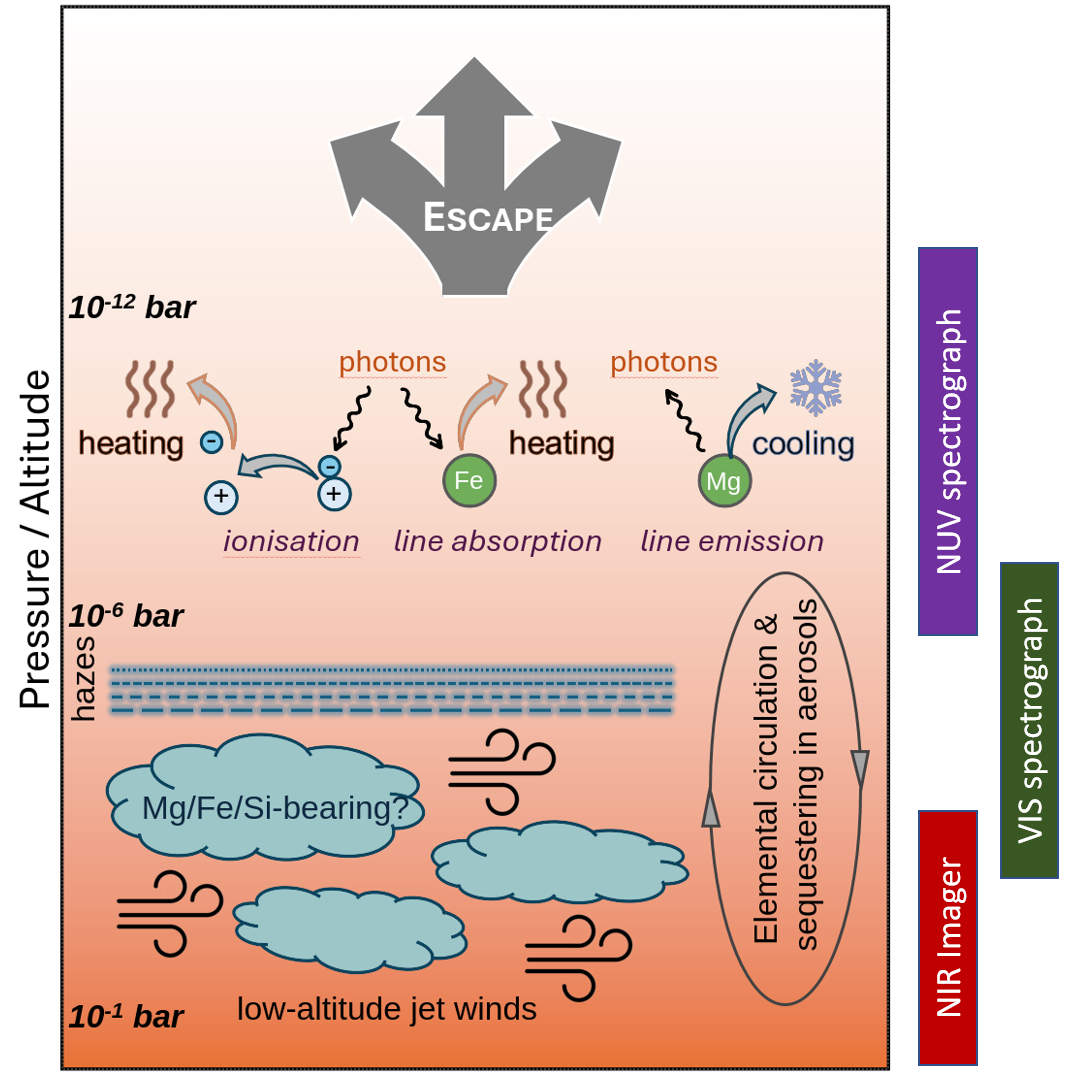 Pressure / Altitude
ESCAPE
10⁻¹² bar
photons
photons
heating
heating
cooling
-
-
+
+
Fe
Mg
ionisation
line absorption
line emission
10⁻⁶ bar
hazes
Mg/Fe/Si-bearing?
Elemental circulation &
sequestering in aerosols
low-altitude jet winds
10⁻¹ bar
NUV spectrograph
VIS spectrograph
NIR Imager